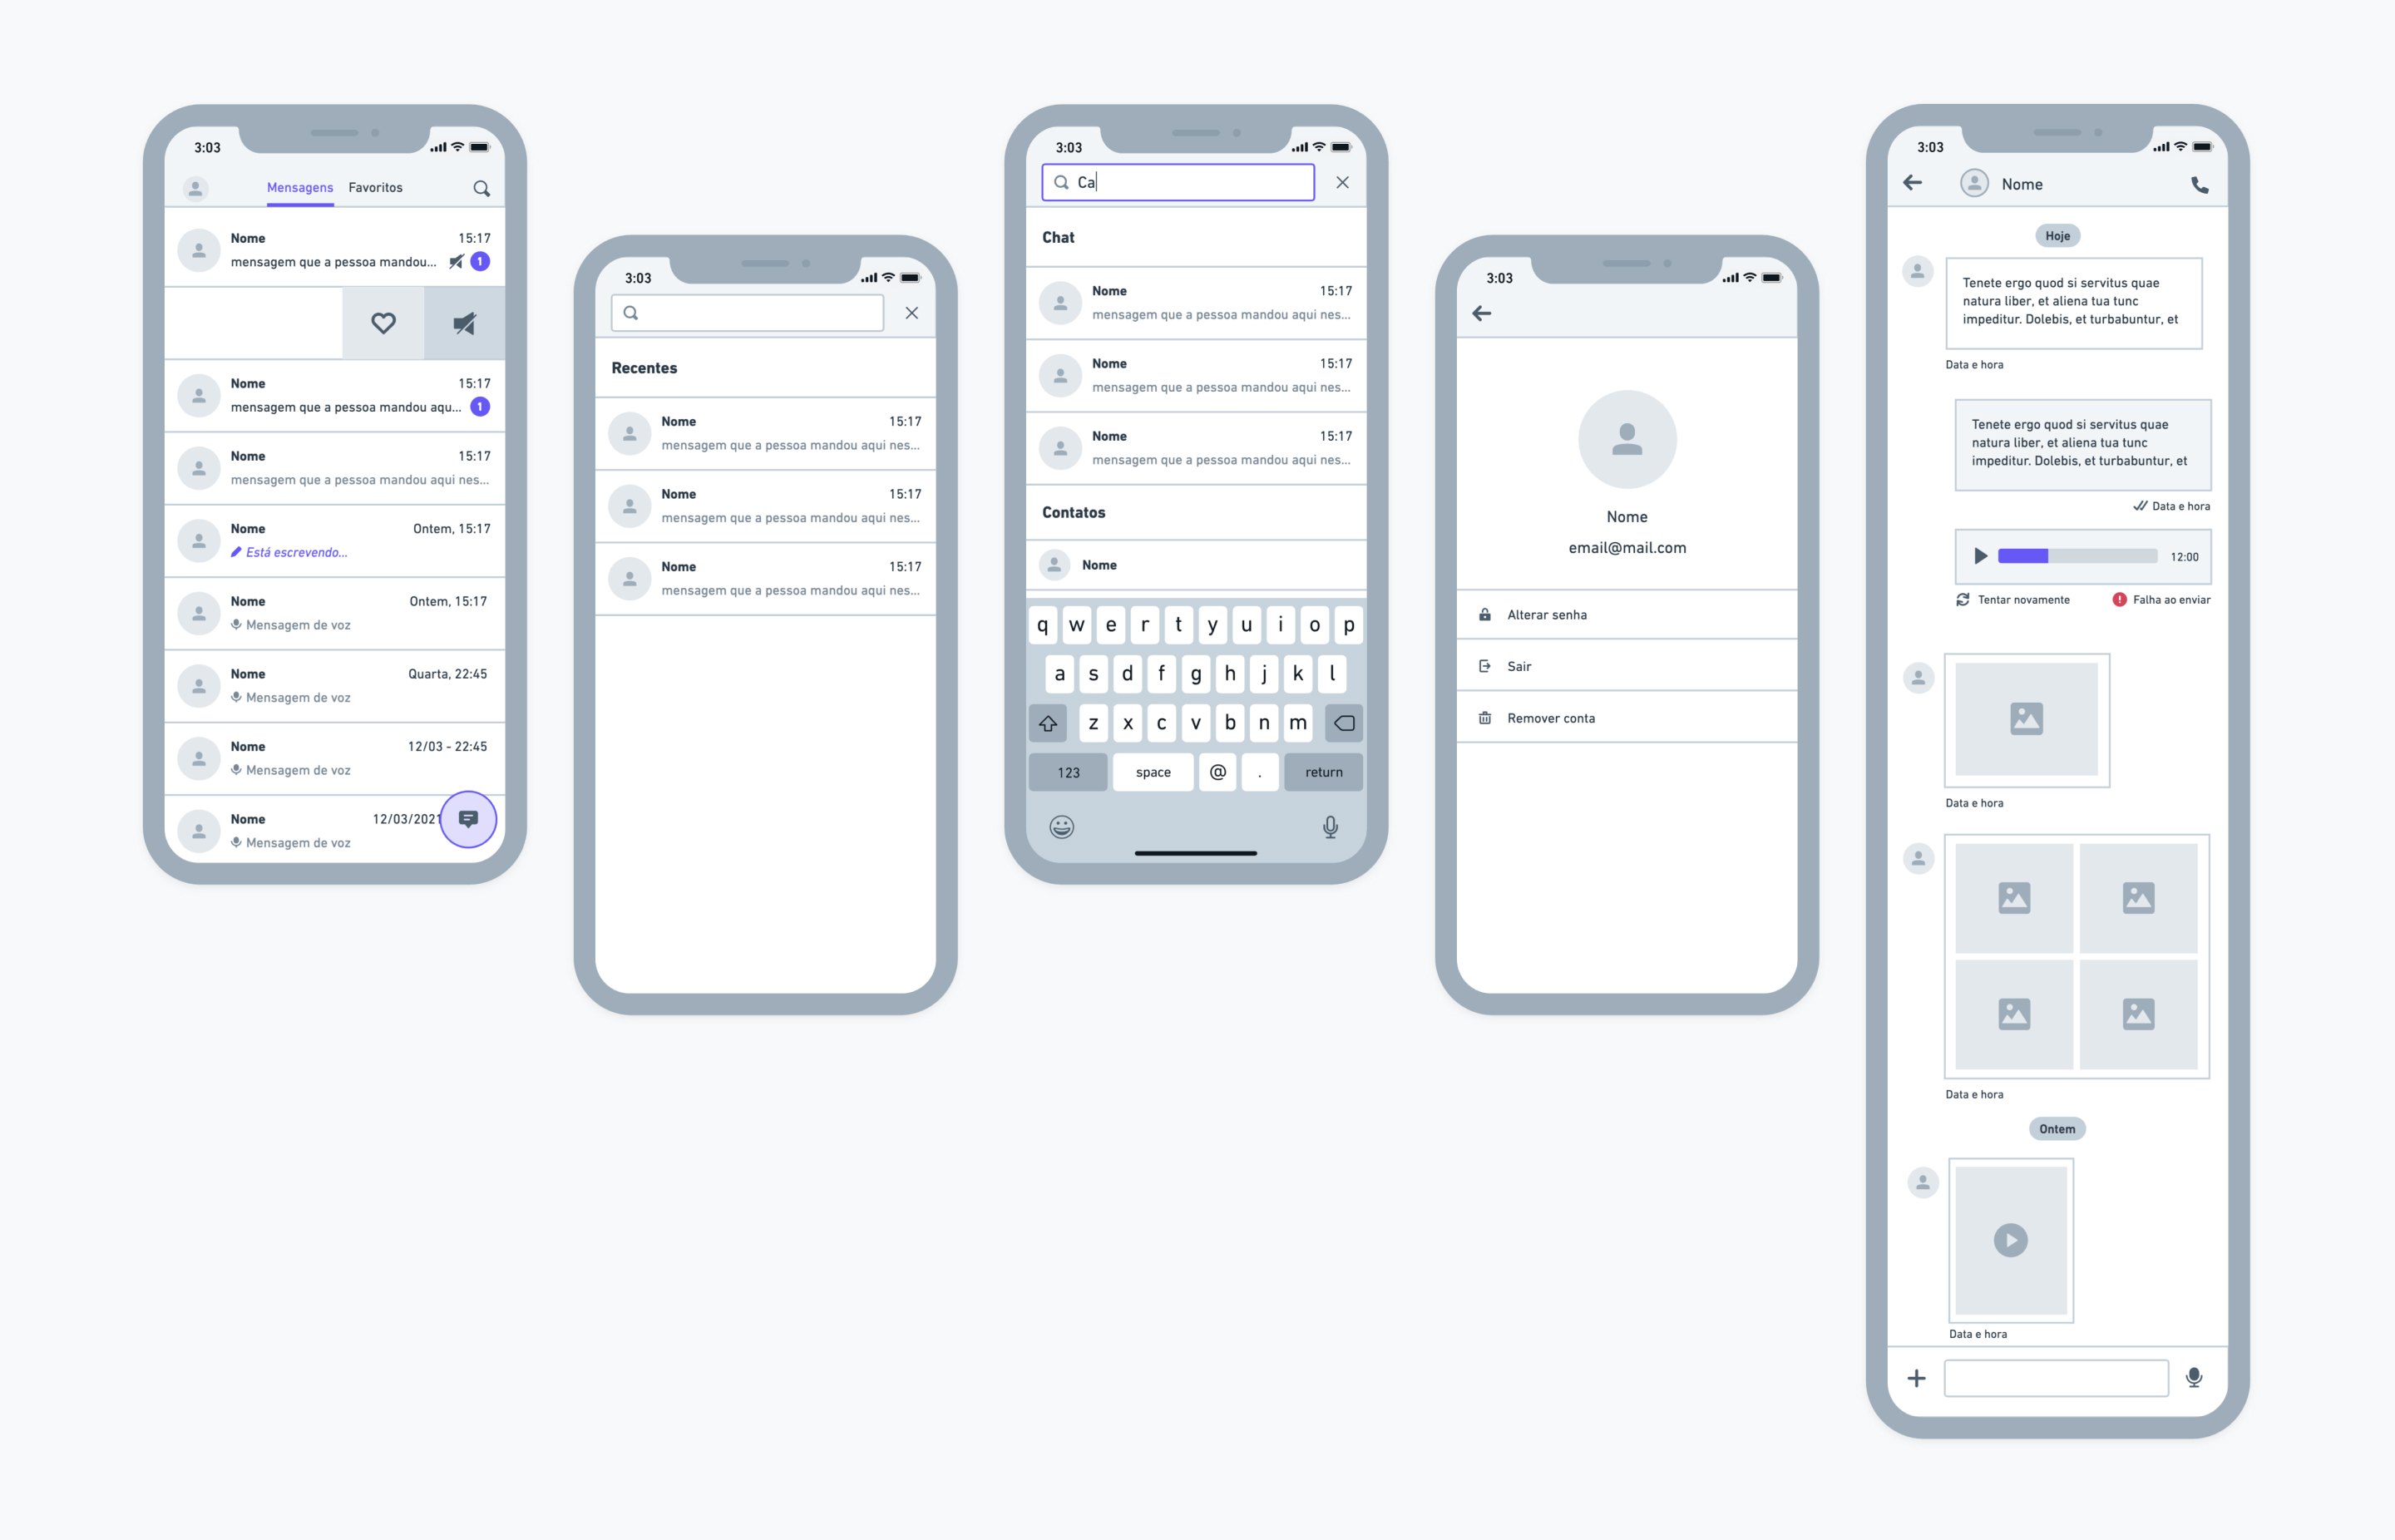 3:03
Mensagens Favoritos
Nome 15:17
mensagem que a pessoa mandou... 1
Nome 15:17
mensagem que a pessoa mandou aqu... 1
Nome 15:17
mensagem que a pessoa mandou aqui nes...
Nome Ontem, 15:17
Está escrevendo...
Nome Ontem, 15:17
Mensagem de voz
Nome Quarta, 22:45
Mensagem de voz
Nome 12/03 - 22:45
Mensagem de voz
Nome 12/03/2021
Mensagem de voz
3:03
Recentes
Nome 15:17
mensagem que a pessoa mandou aqui nes...
Nome 15:17
mensagem que a pessoa mandou aqui nes...
Nome 15:17
mensagem que a pessoa mandou aqui nes...
3:03
Ca
Chat
Nome 15:17
mensagem que a pessoa mandou aqui nes...
Nome 15:17
mensagem que a pessoa mandou aqui nes...
Nome 15:17
mensagem que a pessoa mandou aqui nes...
Contatos
Nome
q w e r t y u i o p
a s d f g h j k l
z x c v b n m
123 space @ . return
3:03
Nome
email@mail.com
Alterar senha
Sair
Remover conta
3:03
Nome
Hoje
Tenete ergo quod si servitus quae
natura liber, et aliena tua tunc
impeditur. Dolebis, et turbabuntur, et
Data e hora
Tenete ergo quod si servitus quae
natura liber, et aliena tua tunc
impeditur. Dolebis, et turbabuntur, et
Data e hora
12:00
Tentar novamente Falha ao enviar
Data e hora
Data e hora
Ontem
Data e hora